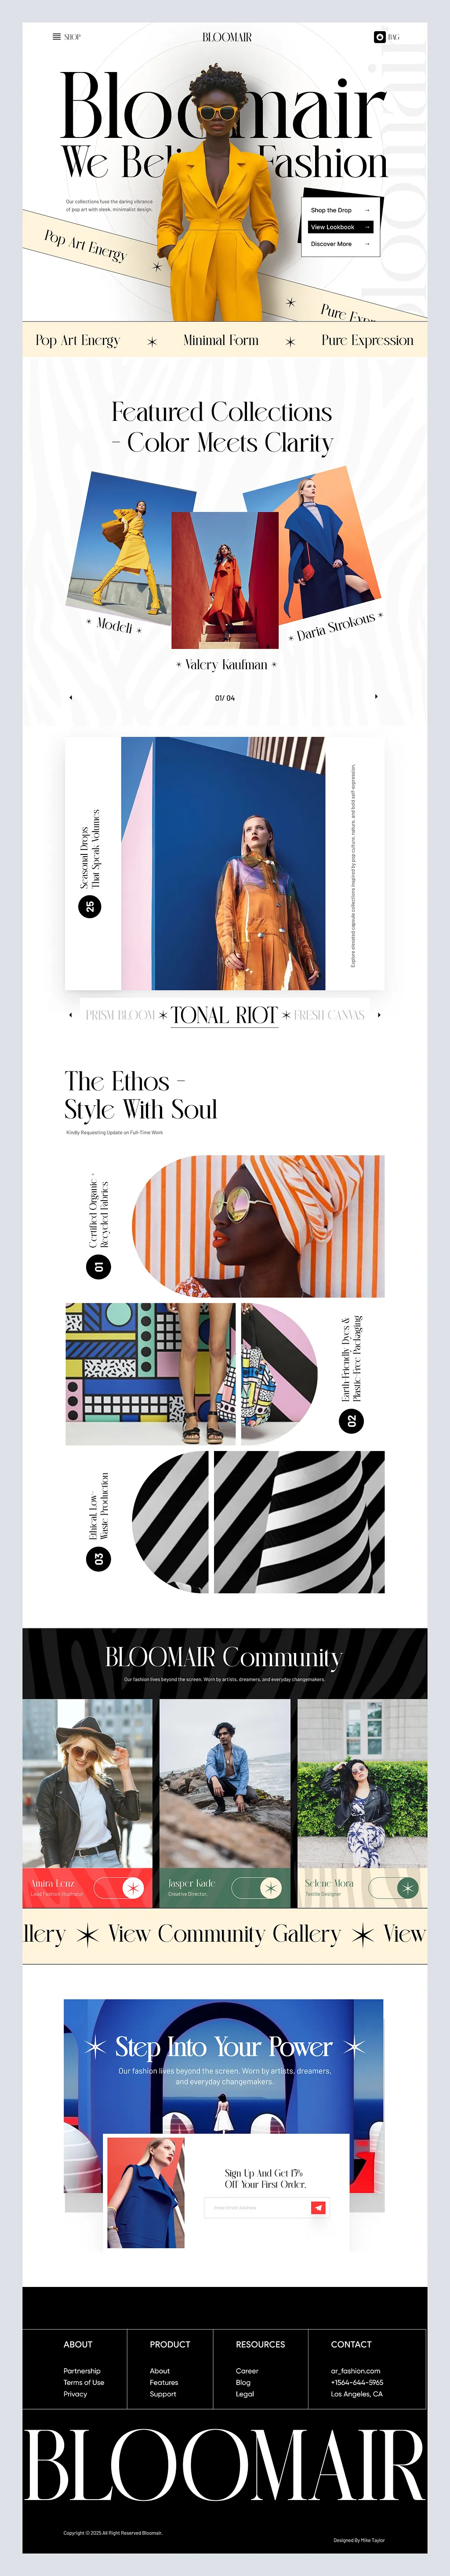 SHOP
BLOOMAIR
BAG
Bloomair
We Be Fashion
bloomair
Our collections fuse the daring vibrance
of pop art with sleek, minimalist design.
Shop the Drop →
View Lookbook →
Discover More →
Pop Art Energy
Pure Exp
Pop Art Energy Minimal Form Pure Expression
Featured Collections
- Color Meets Clarity
Modeli
Valery Kaufman
Daria Strokous
01/ 04
Seasonal Drops
That Speak Volumes
25
Explore elevated capsule collections inspired by pop culture, nature, and bold self-expression.
PRISM BLOOM TONAL RIOT FRESH CANVAS
The Ethos -
Style With Soul
Kindly Requesting Update on Full-Time Work
Certified Organic +
Recycled Fabrics
01
Earth-Friendly Dyes &
Plastic-Free Packaging
02
Ethical, Low-
Waste Production
03
BLOOMAIR Community
Our fashion lives beyond the screen. Worn by artists, dreamers, and everyday changemakers.
Amira Lenz
Lead Fashion Illustrator
Jasper Kade
Creative Director,
Selene Mora
Textile Designer
llery View Community Gallery View
Step Into Your Power
Our fashion lives beyond the screen. Worn by artists, dreamers,
and everyday changemakers.
Sign Up And Get 15%
Off Your First Order.
Enter Email Address
ABOUT
Partnership
Terms of Use
Privacy
PRODUCT
About
Features
Support
RESOURCES
Career
Blog
Legal
CONTACT
ar_fashion.com
+1564-644-5965
Los Angeles, CA
BLOOMAIR
Copyright © 2025 All Right Reserved Bloomair.
Designed By Mike Taylor